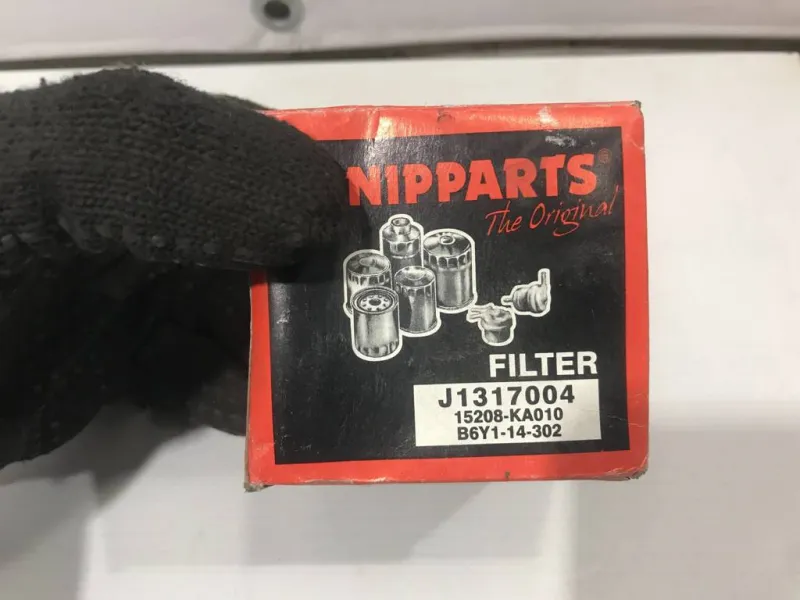 NIPPARTS®
The Original
FILTER
J1317004
15208-KA010
B6Y1-14-302